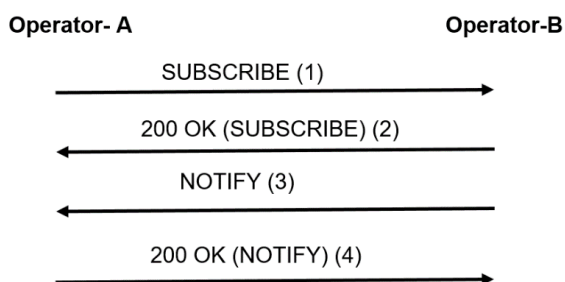 Operator- A Operator-B
SUBSCRIBE (1)
200 OK (SUBSCRIBE) (2)
NOTIFY (3)
200 OK (NOTIFY) (4)